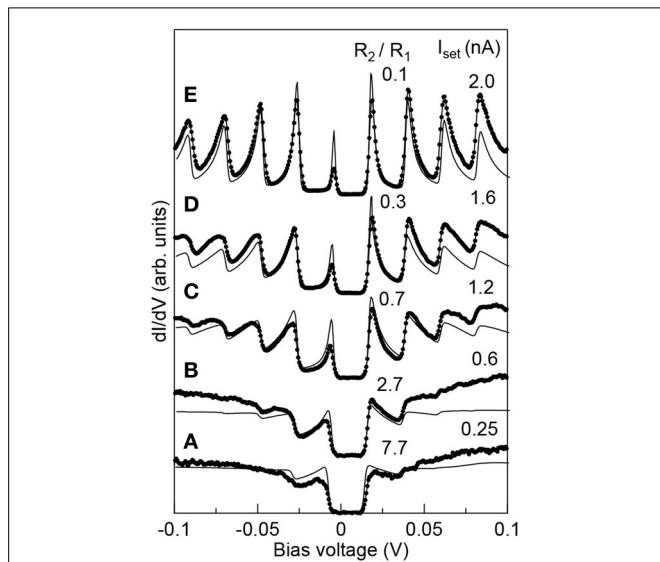 R2 / R1 Iset (nA)
E 0.1 2.0
D 0.3 1.6
C 0.7 1.2
B 2.7 0.6
A 7.7 0.25
dI/dV (arb. units)
-0.1 -0.05 0 0.05 0.1
Bias voltage (V)